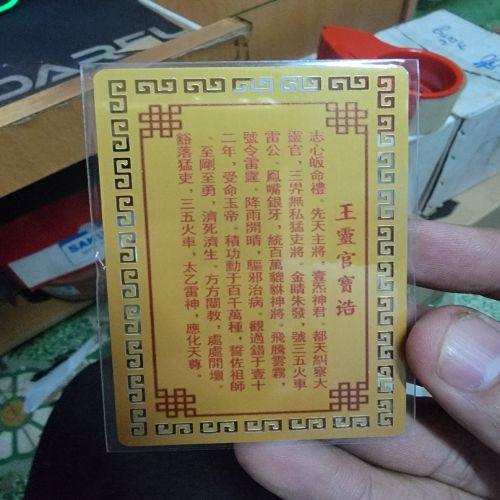 王靈官寶浩
志心皈命禮。先天主將,壹炁神君。都天糾察大
靈官,三界無私猛吏將。金睛朱發,號三五火車
雷公。鳳嘴銀牙,統百萬貔貅神將。飛騰雲霧,
號令雷霆。降雨開晴,驅邪治病。觀過錯于壹十
二年,受命玉帝。積功動于百千萬種,誓佐祖師
。至剛至勇,濟死濟生。方方闡教,處處開壇。
豁落猛吏,三五火車,太乙雷神,應化天尊。
DAREU